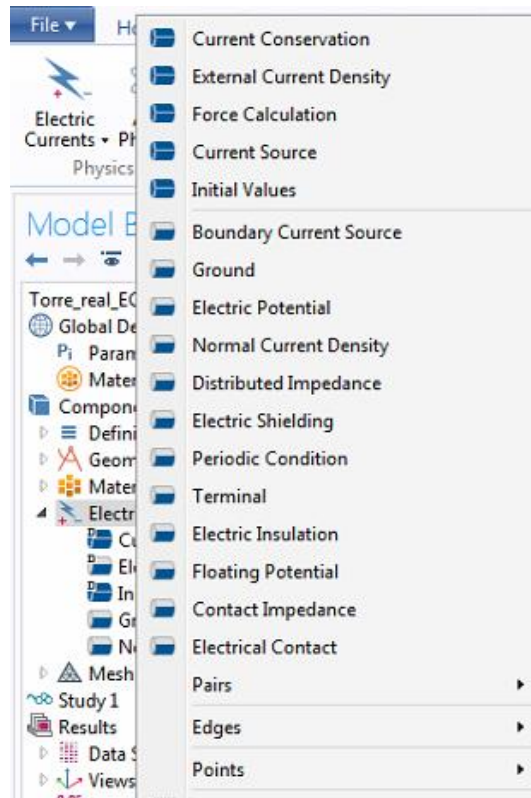 File
Current Conservation
External Current Density
Force Calculation
Electric
Currents
Current Source
Physics
Initial Values
Model
Boundary Current Source
Ground
Electric Potential
Normal Current Density
Distributed Impedance
Electric Shielding
Periodic Condition
Terminal
Electric Insulation
Floating Potential
Contact Impedance
Electrical Contact
Pairs
Edges
Points
Torre_real_EC
Global De
Pi Param
Mater
Compon
Defini
Geom
Mater
Electr
Cu
Ele
In
Gr
Mesh
Study 1
Results
Data S
Views